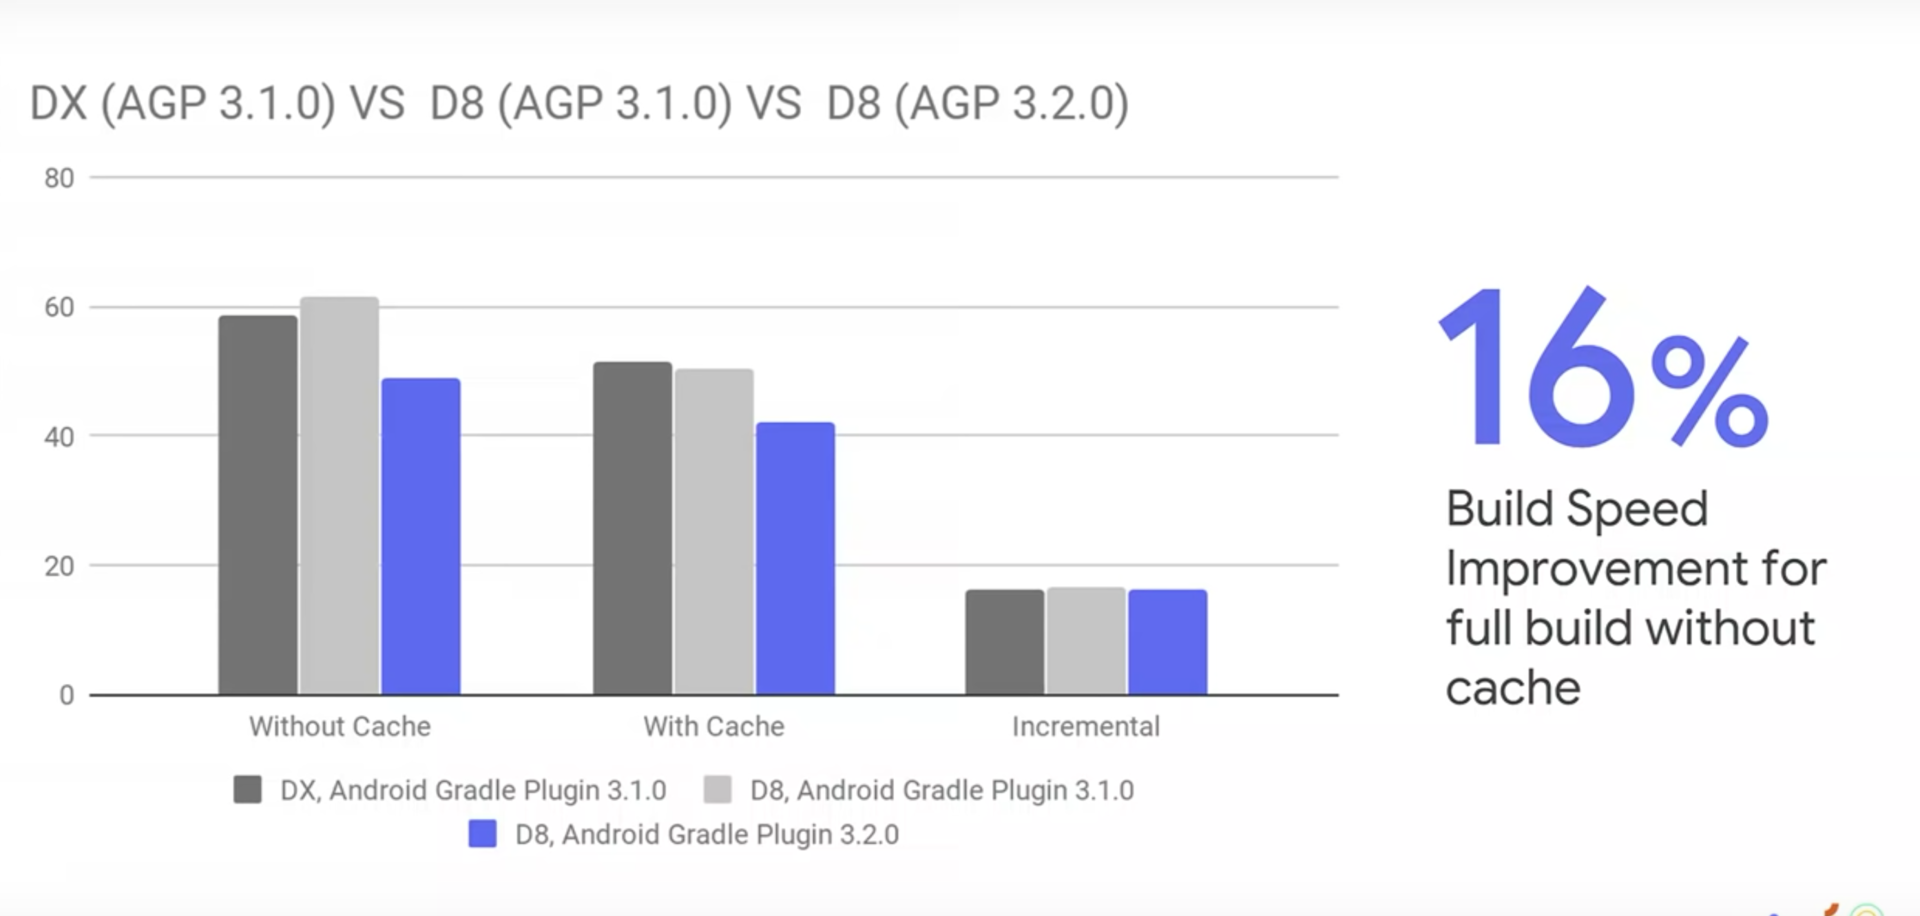 DX (AGP 3.1.0) VS D8 (AGP 3.1.0) VS D8 (AGP 3.2.0)
80
60
40
20
0
Without Cache
With Cache
Incremental
DX, Android Gradle Plugin 3.1.0
D8, Android Gradle Plugin 3.1.0
D8, Android Gradle Plugin 3.2.0
16%
Build Speed
Improvement for
full build without
cache